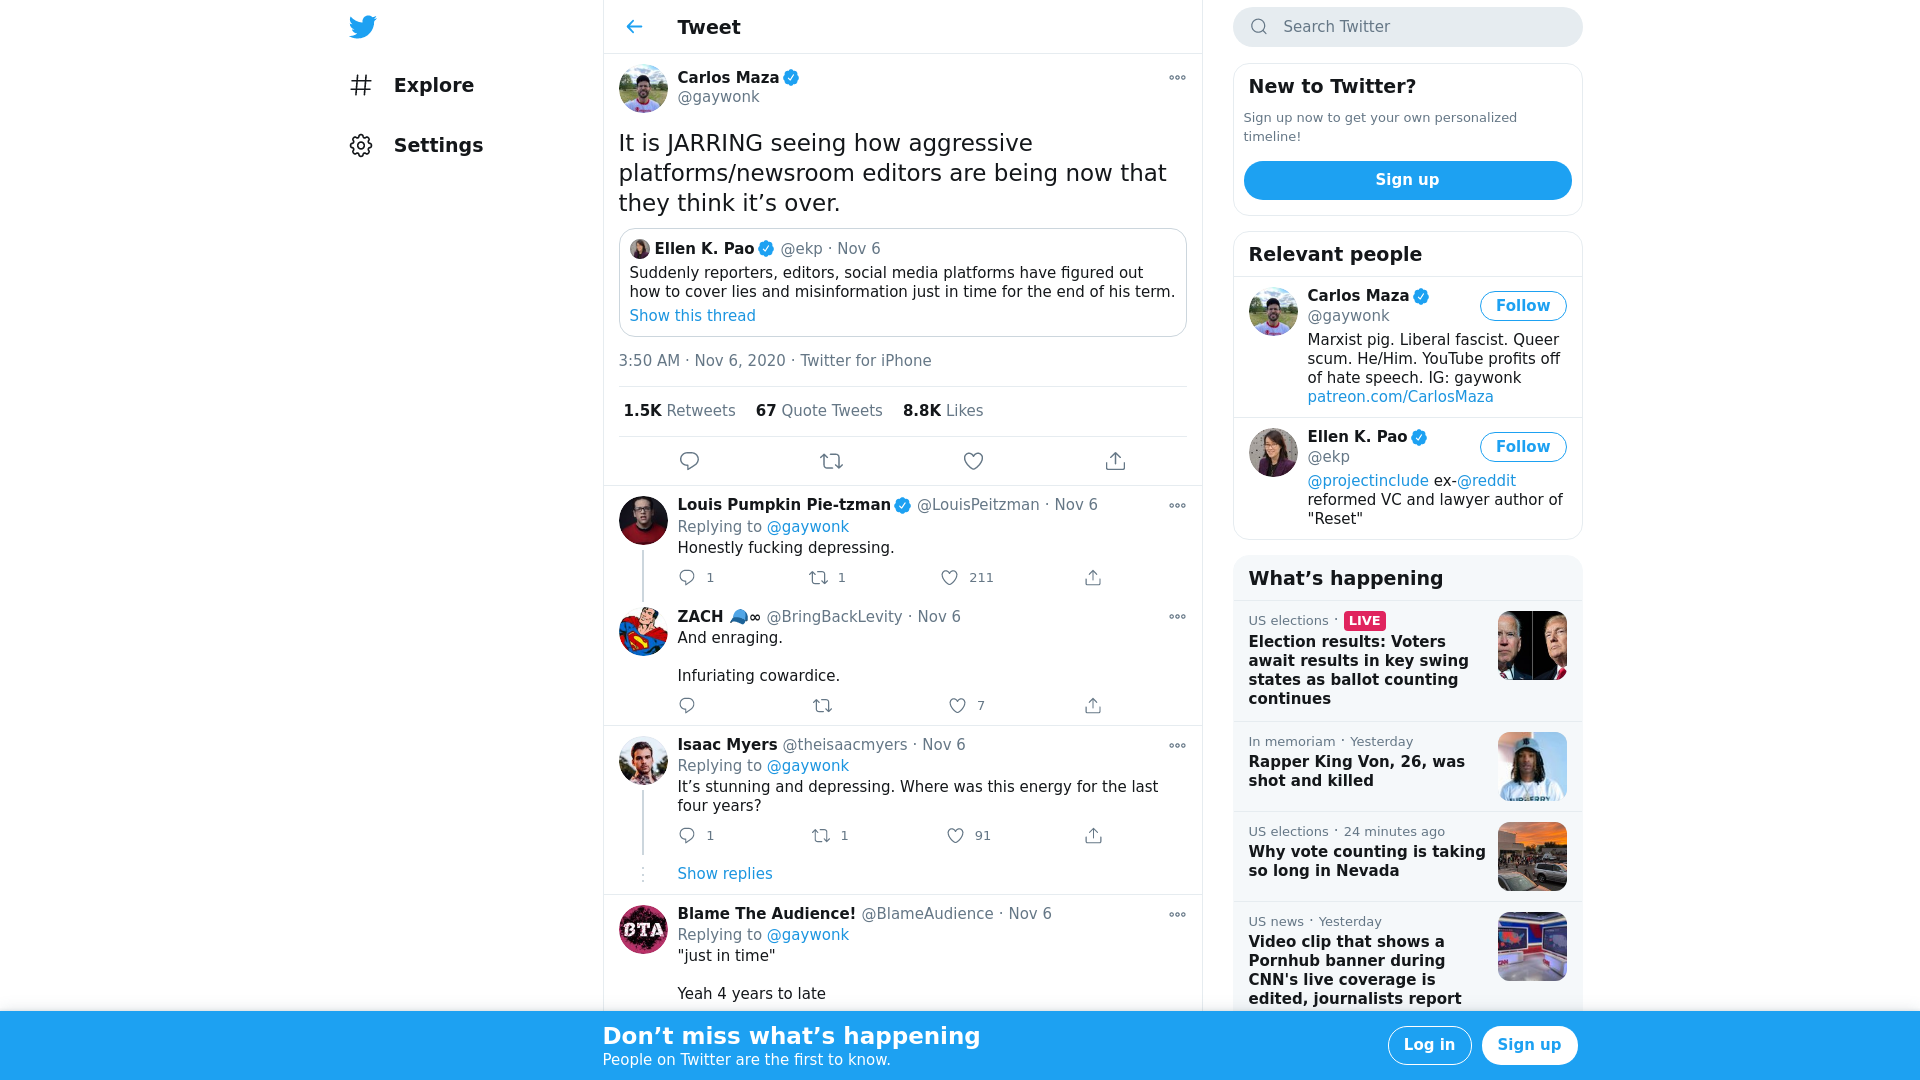 Explore
Settings
Tweet
Carlos Maza
@gaywonk
It is JARRING seeing how aggressive
platforms/newsroom editors are being now that
they think it’s over.
Ellen K. Pao @ekp · Nov 6
Suddenly reporters, editors, social media platforms have figured out
how to cover lies and misinformation just in time for the end of his term.
Show this thread
3:50 AM · Nov 6, 2020 · Twitter for iPhone
1.5K Retweets 67 Quote Tweets 8.8K Likes
Louis Pumpkin Pie-tzman @LouisPeitzman · Nov 6
Replying to @gaywonk
Honestly fucking depressing.
1 1 211
ZACH 🧢∞ @BringBackLevity · Nov 6
And enraging.
Infuriating cowardice.
7
Isaac Myers @theisaacmyers · Nov 6
Replying to @gaywonk
It’s stunning and depressing. Where was this energy for the last
four years?
1 1 91
Show replies
BTA
Blame The Audience! @BlameAudience · Nov 6
Replying to @gaywonk
"just in time"
Yeah 4 years to late
Search Twitter
New to Twitter?
Sign up now to get your own personalized
timeline!
Sign up
Relevant people
Carlos Maza
@gaywonk
Follow
Marxist pig. Liberal fascist. Queer
scum. He/Him. YouTube profits off
of hate speech. IG: gaywonk
patreon.com/CarlosMaza
Ellen K. Pao
@ekp
Follow
@projectinclude ex-@reddit
reformed VC and lawyer author of
"Reset"
What’s happening
US elections · LIVE
Election results: Voters
await results in key swing
states as ballot counting
continues
In memoriam · Yesterday
Rapper King Von, 26, was
shot and killed
US elections · 24 minutes ago
Why vote counting is taking
so long in Nevada
US news · Yesterday
Video clip that shows a
Pornhub banner during
CNN's live coverage is
edited, journalists report
Don’t miss what’s happening
People on Twitter are the first to know.
Log in
Sign up